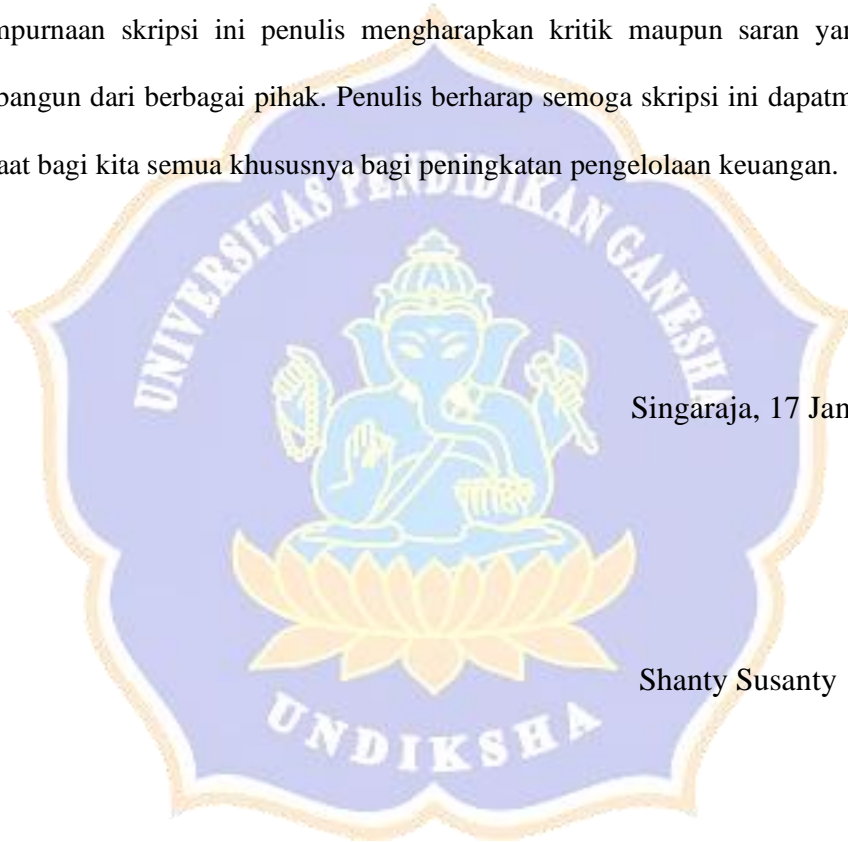 mpurnaan skripsi ini penulis mengharapkan kritik maupun saran yan
bangun dari berbagai pihak. Penulis berharap semoga skripsi ini dapatm
aat bagi kita semua khususnya bagi peningkatan pengelolaan keuangan.
UNIVERSITAS PENDIDIKAN GANESHA
Singaraja, 17 Jan
Shanty Susanty
UNDIKSHA